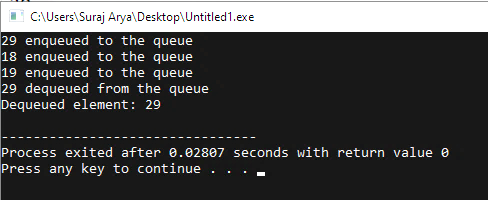 C:\Users\Suraj Arya\Desktop\Untitled1.exe
29 enqueued to the queue
18 enqueued to the queue
19 enqueued to the queue
29 dequeued from the queue
Dequeued element: 29
--------------------------------
Process exited after 0.02807 seconds with return value 0
Press any key to continue . . .